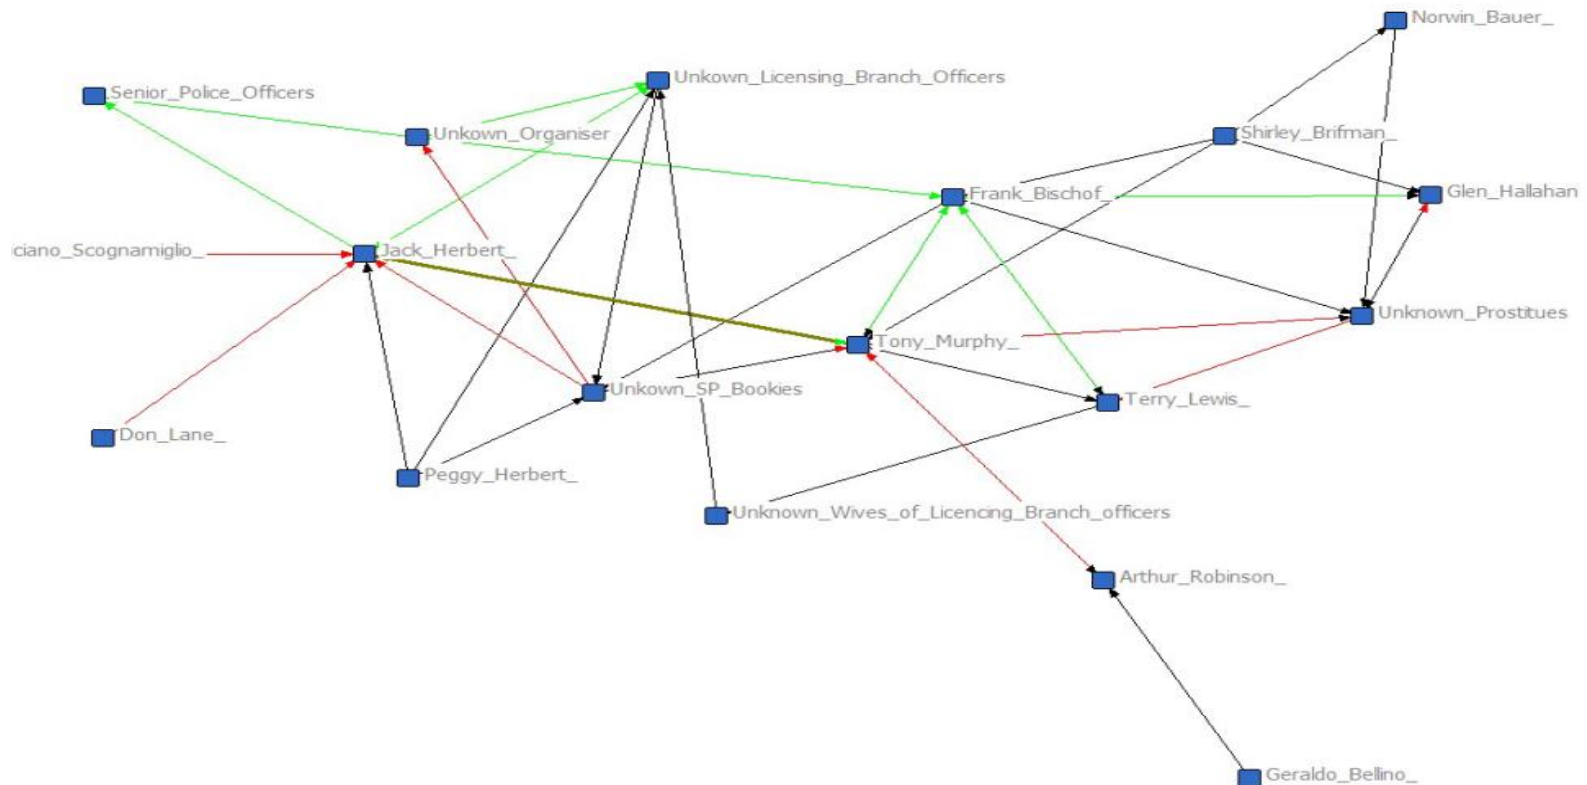 Norwin_Bauer_
Unkown_Licensing_Branch_Officers
Senior_Police_Officers
Unkown_Organiser
Shirley_Brifman_
Frank_Bischof_
Glen_Hallahan
ciano_Scognamiglio_
Jack_Herbert_
Unknown_Prostitues
Tony_Murphy_
Unkown_SP_Bookies
Terry_Lewis_
Don_Lane_
Peggy_Herbert_
Unknown_Wives_of_Licencing_Branch_officers
Arthur_Robinson_
Geraldo_Bellino_